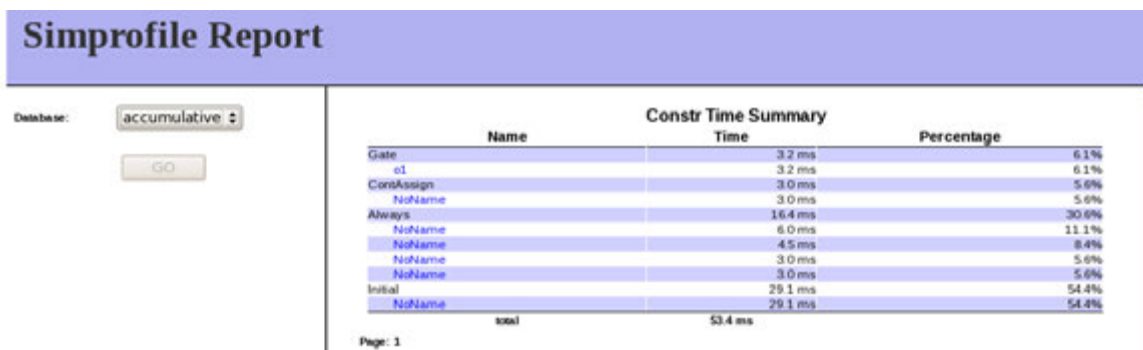 Simprofile Report
Database: accumulative
GO
Constr Time Summary
Name Time Percentage
Gate 3.2 ms 6.1%
o1 3.2 ms 6.1%
ContAssign 3.0 ms 5.6%
NoName 3.0 ms 5.6%
Always 16.4 ms 30.6%
NoName 6.0 ms 11.1%
NoName 4.5 ms 8.4%
NoName 3.0 ms 5.6%
NoName 3.0 ms 5.6%
Initial 29.1 ms 54.4%
NoName 29.1 ms 54.4%
total 53.4 ms
Page: 1